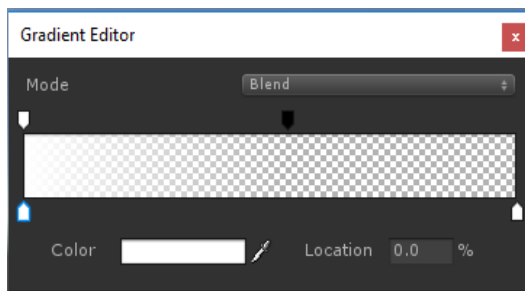 Gradient Editor
x
Mode Blend
Color Location 0.0 %